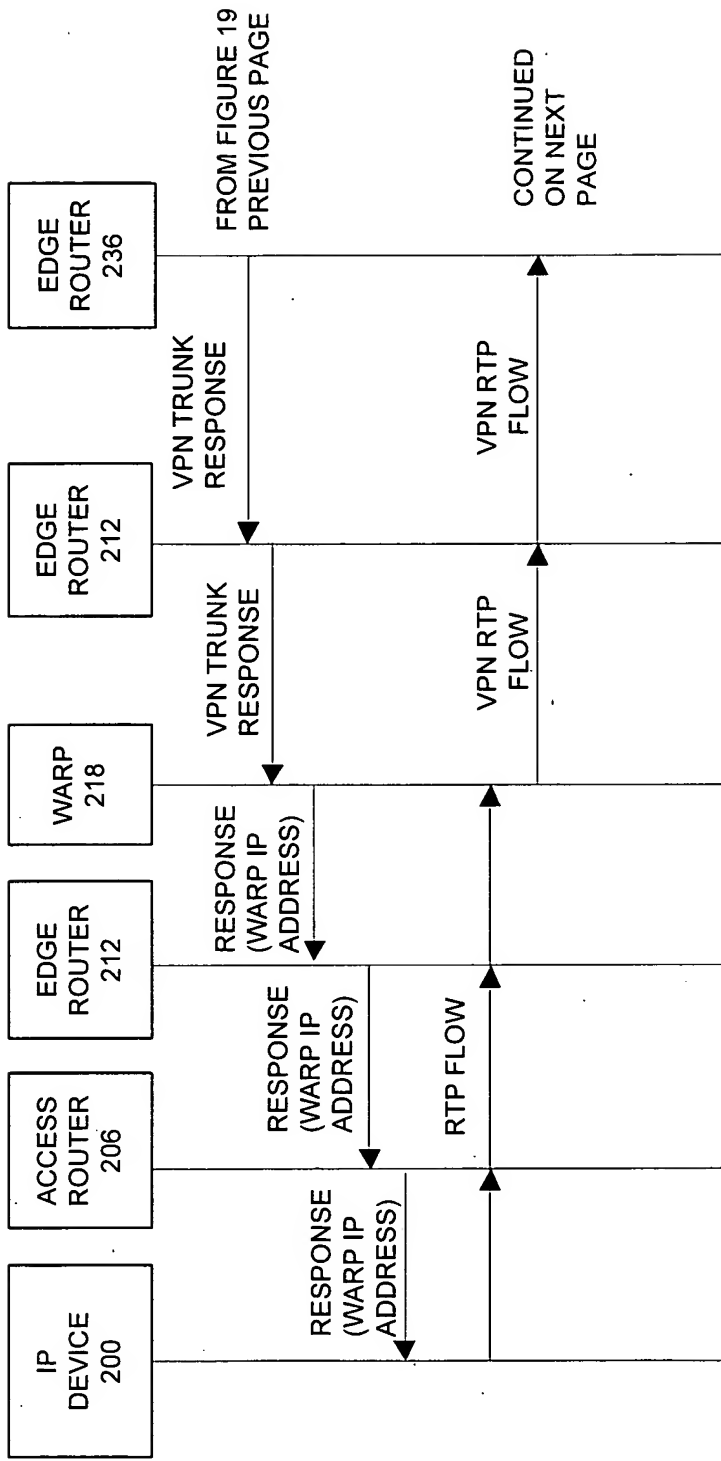 IP
DEVICE
200
ACCESS
ROUTER
206
EDGE
ROUTER
212
WARP
218
EDGE
ROUTER
212
EDGE
ROUTER
236
VPN TRUNK
RESPONSE
FROM FIGURE 19
PREVIOUS PAGE
VPN TRUNK
RESPONSE
RESPONSE
(WARP IP
ADDRESS)
RESPONSE
(WARP IP
ADDRESS)
RESPONSE
(WARP IP
ADDRESS)
RTP FLOW
VPN RTP
FLOW
VPN RTP
FLOW
CONTINUED
ON NEXT
PAGE